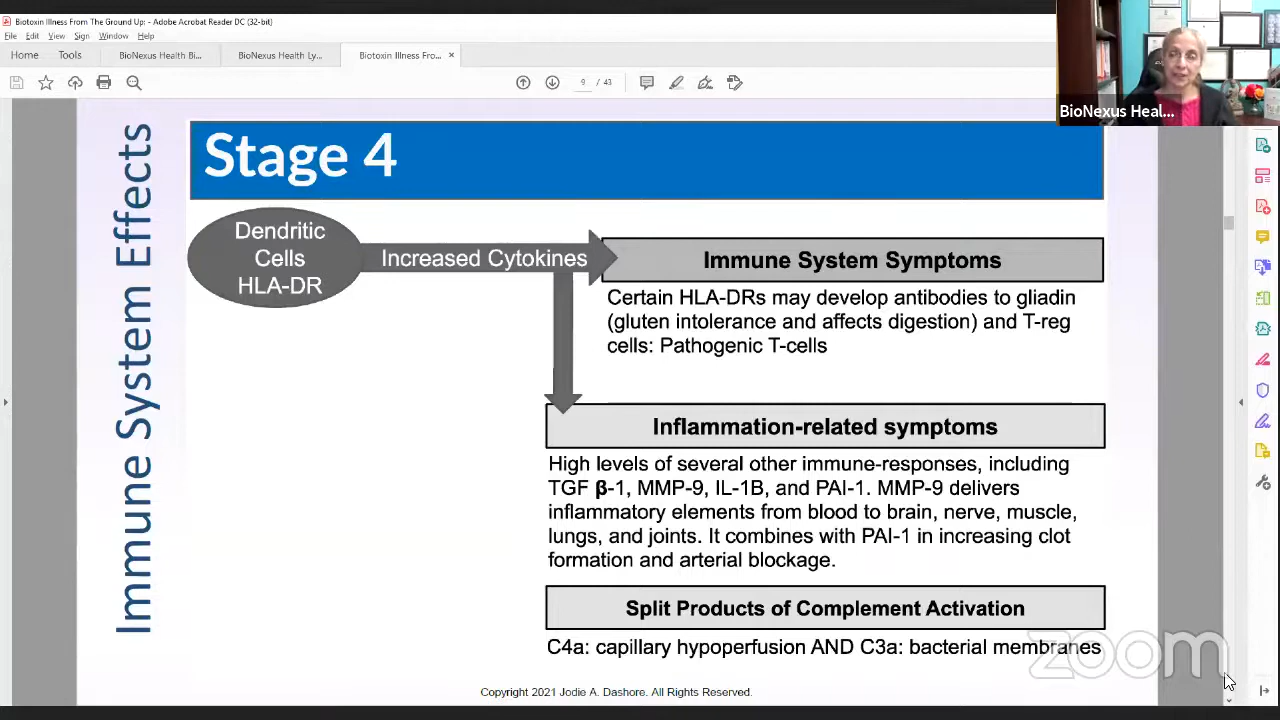 Biotoxin Illness From The Ground Up: - Adobe Acrobat Reader DC (32-bit)
File Edit View Sign Window Help
Home Tools BioNexus Health Bi... BioNexus Health Ly... Biotoxin Illness Fro... ×
9 / 43
BioNexus Heal...
Immune System Effects
Stage 4
Dendritic
Cells
HLA-DR
Increased Cytokines
Immune System Symptoms
Certain HLA-DRs may develop antibodies to gliadin
(gluten intolerance and affects digestion) and T-reg
cells: Pathogenic T-cells
Inflammation-related symptoms
High levels of several other immune-responses, including
TGF β-1, MMP-9, IL-1B, and PAI-1. MMP-9 delivers
inflammatory elements from blood to brain, nerve, muscle,
lungs, and joints. It combines with PAI-1 in increasing clot
formation and arterial blockage.
Split Products of Complement Activation
C4a: capillary hypoperfusion AND C3a: bacterial membranes
zoom
Copyright 2021 Jodie A. Dashore. All Rights Reserved.